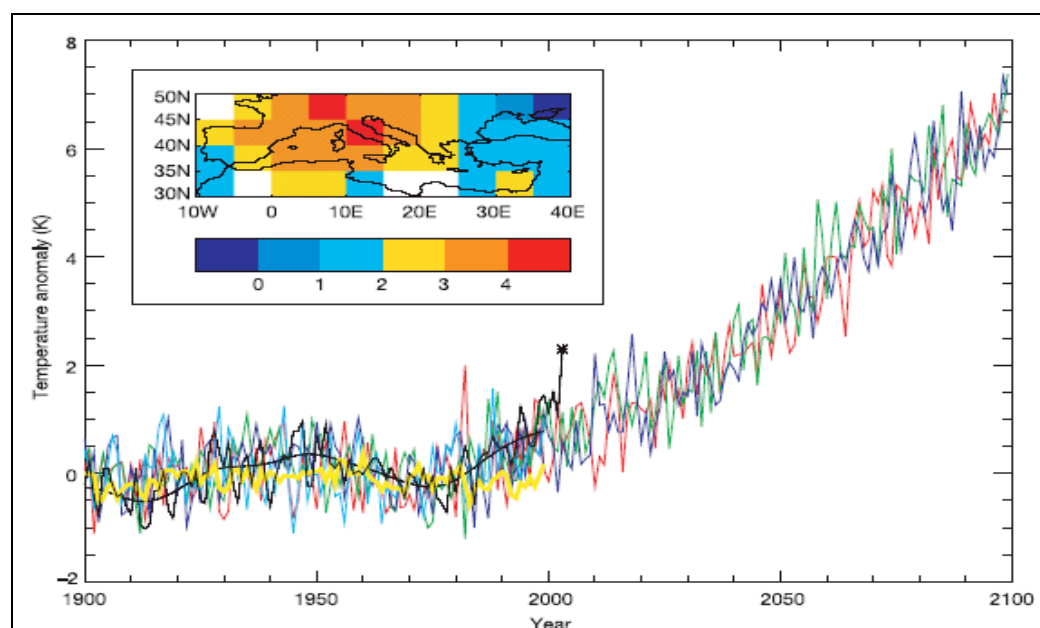 8
6
4
2
0
−2
Temperature anomaly (K)
50N
45N
40N
35N
30N
10W 0 10E 20E 30E 40E
0 1 2 3 4
1900 1950 2000 2050 2100
Year